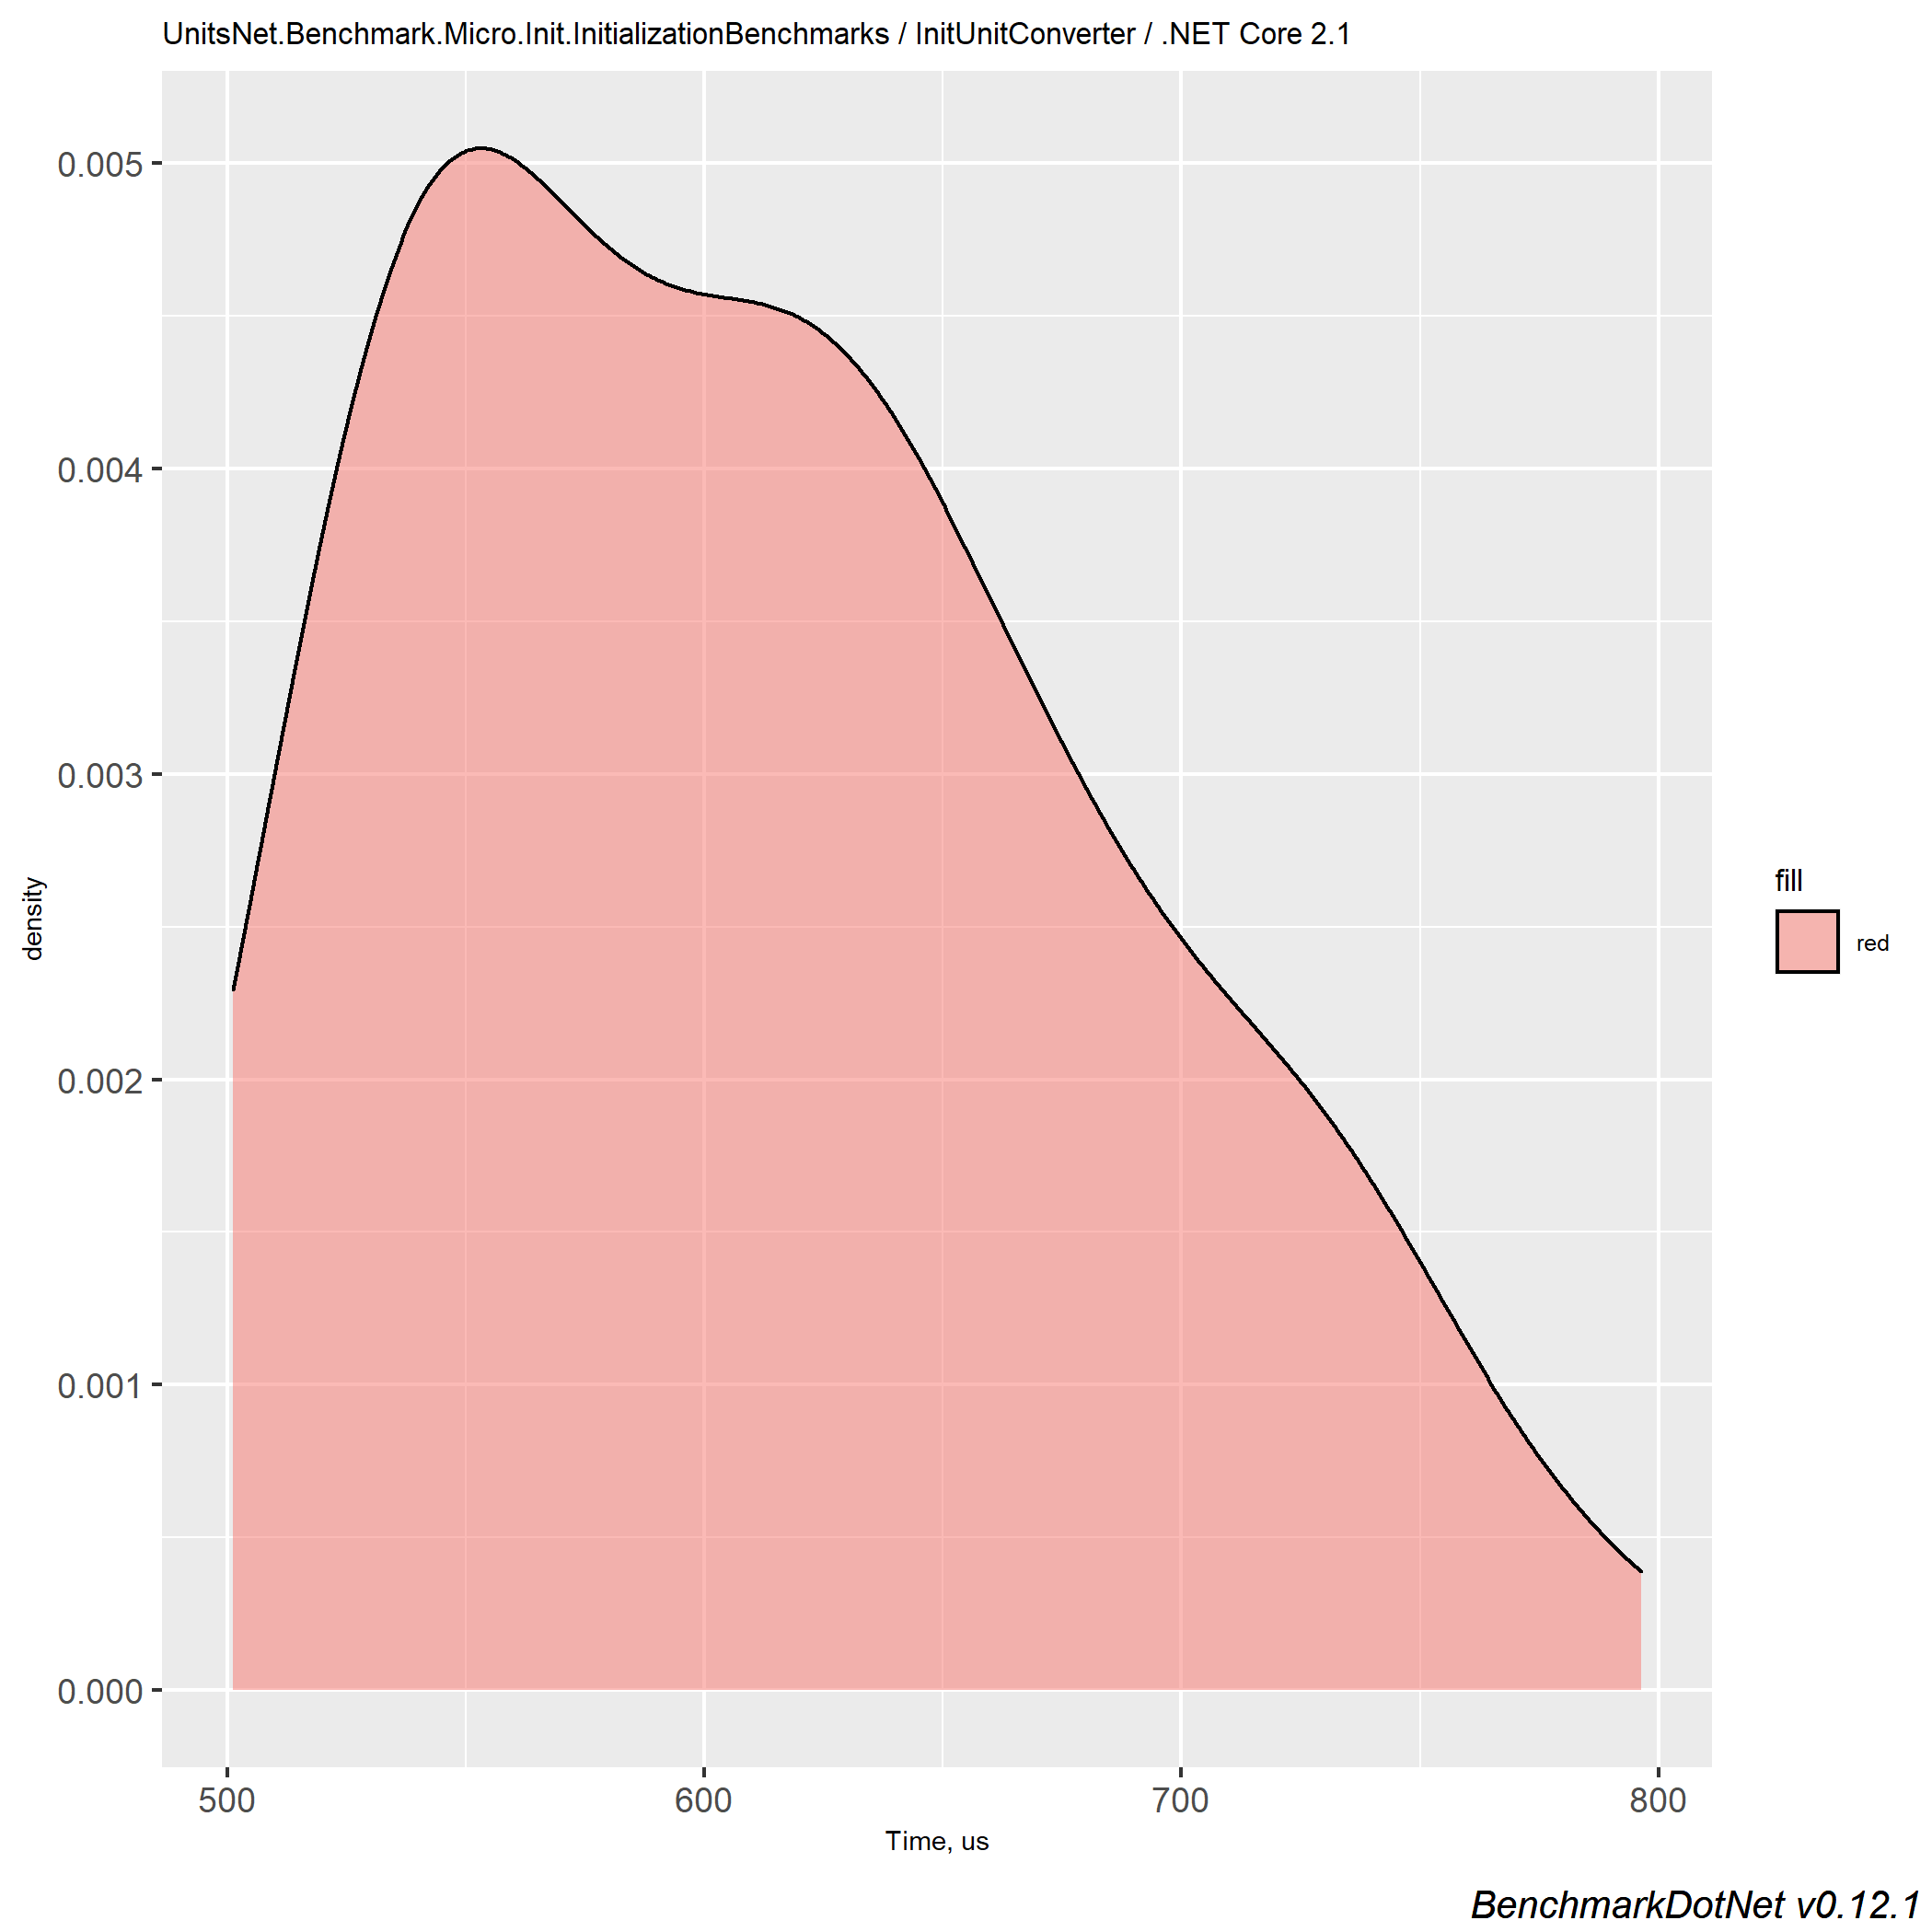 UnitsNet.Benchmark.Micro.Init.InitializationBenchmarks / InitUnitConverter / .NET Core 2.1
0.005
0.004
0.003
0.002
0.001
0.000
density
500 600 700 800
Time, us
fill
red
BenchmarkDotNet v0.12.1